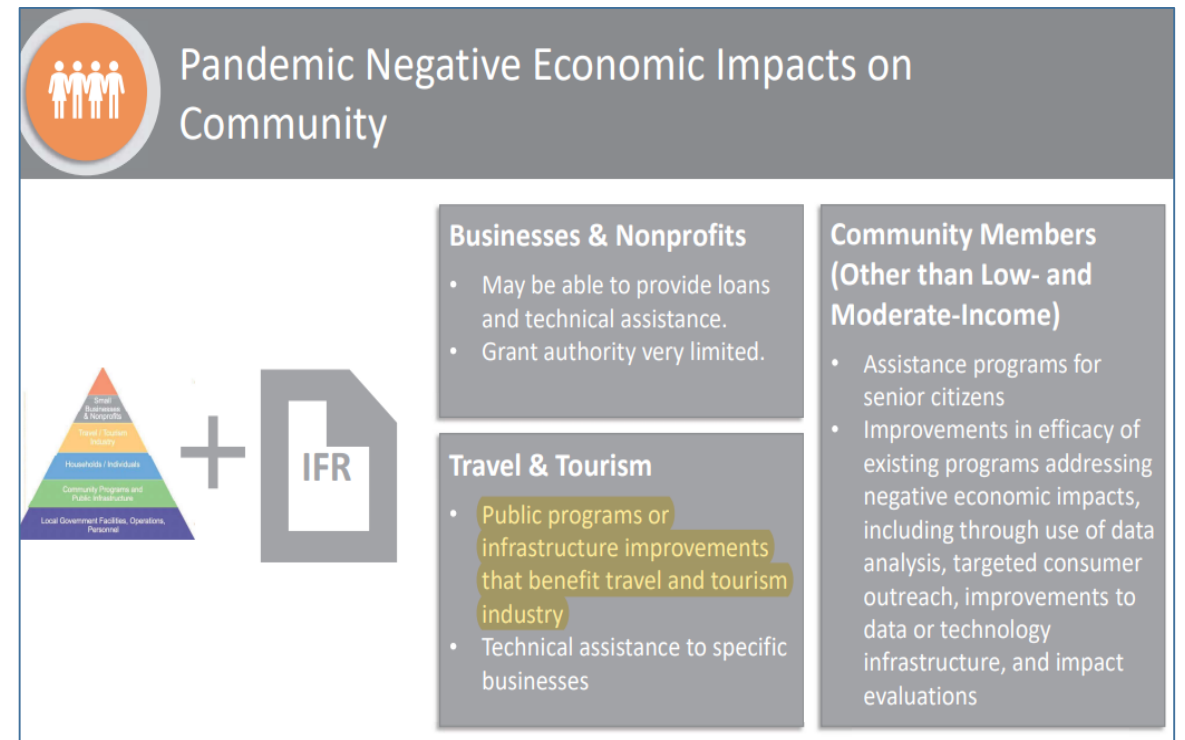 Pandemic Negative Economic Impacts on
Community
Small
Businesses
& Nonprofits
Travel / Tourism
Industry
Households / Individuals
Community Programs and
Public Infrastructure
Local Government Facilities, Operations,
Personnel
+
IFR
Businesses & Nonprofits
• May be able to provide loans
and technical assistance.
• Grant authority very limited.
Travel & Tourism
• Public programs or
infrastructure improvements
that benefit travel and tourism
industry
• Technical assistance to specific
businesses
Community Members
(Other than Low- and
Moderate-Income)
• Assistance programs for
senior citizens
• Improvements in efficacy of
existing programs addressing
negative economic impacts,
including through use of data
analysis, targeted consumer
outreach, improvements to
data or technology
infrastructure, and impact
evaluations